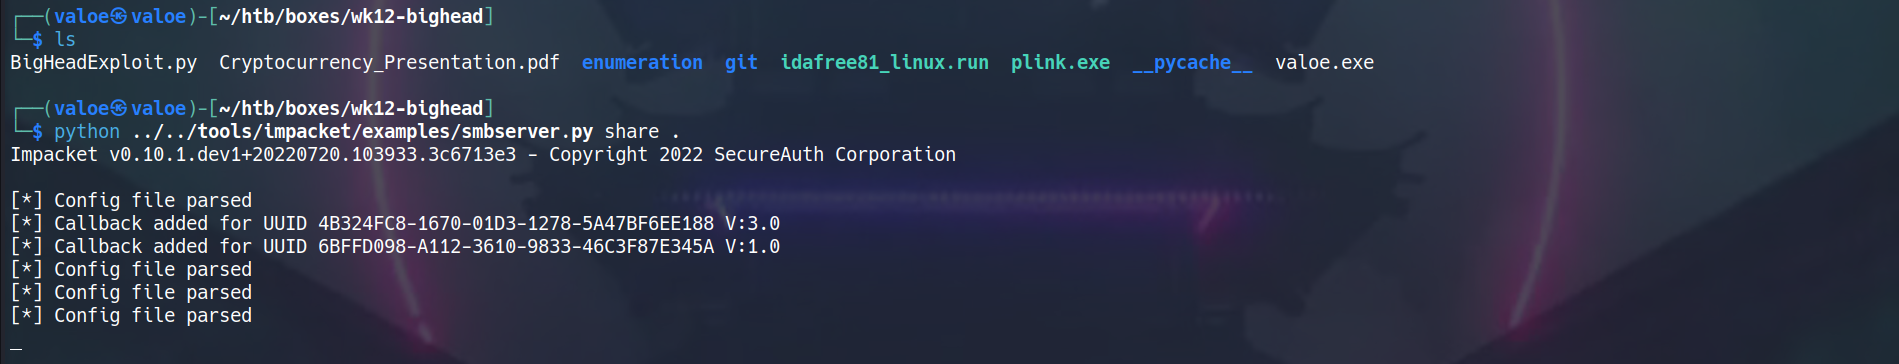 ┌──(valoe㉿valoe)-[~/htb/boxes/wk12-bighead]
└─$ ls
BigHeadExploit.py  Cryptocurrency_Presentation.pdf  enumeration  git  idafree81_linux.run  plink.exe  __pycache__  valoe.exe
┌──(valoe㉿valoe)-[~/htb/boxes/wk12-bighead]
└─$ python ../../tools/impacket/examples/smbserver.py share .
Impacket v0.10.1.dev1+20220720.103933.3c6713e3 - Copyright 2022 SecureAuth Corporation
[*] Config file parsed
[*] Callback added for UUID 4B324FC8-1670-01D3-1278-5A47BF6EE188 V:3.0
[*] Callback added for UUID 6BFFD098-A112-3610-9833-46C3F87E345A V:1.0
[*] Config file parsed
[*] Config file parsed
[*] Config file parsed